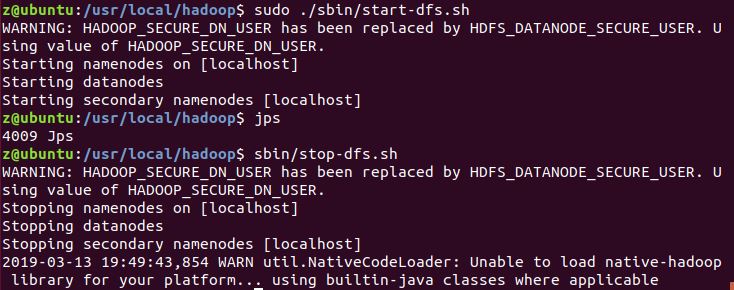 z@ubuntu:/usr/local/hadoop$ sudo ./sbin/start-dfs.sh
WARNING: HADOOP_SECURE_DN_USER has been replaced by HDFS_DATANODE_SECURE_USER. U
sing value of HADOOP_SECURE_DN_USER.
Starting namenodes on [localhost]
Starting datanodes
Starting secondary namenodes [localhost]
z@ubuntu:/usr/local/hadoop$ jps
4009 Jps
z@ubuntu:/usr/local/hadoop$ sbin/stop-dfs.sh
WARNING: HADOOP_SECURE_DN_USER has been replaced by HDFS_DATANODE_SECURE_USER. U
sing value of HADOOP_SECURE_DN_USER.
Stopping namenodes on [localhost]
Stopping datanodes
Stopping secondary namenodes [localhost]
2019-03-13 19:49:43,854 WARN util.NativeCodeLoader: Unable to load native-hadoop
 library for your platform... using builtin-java classes where applicable